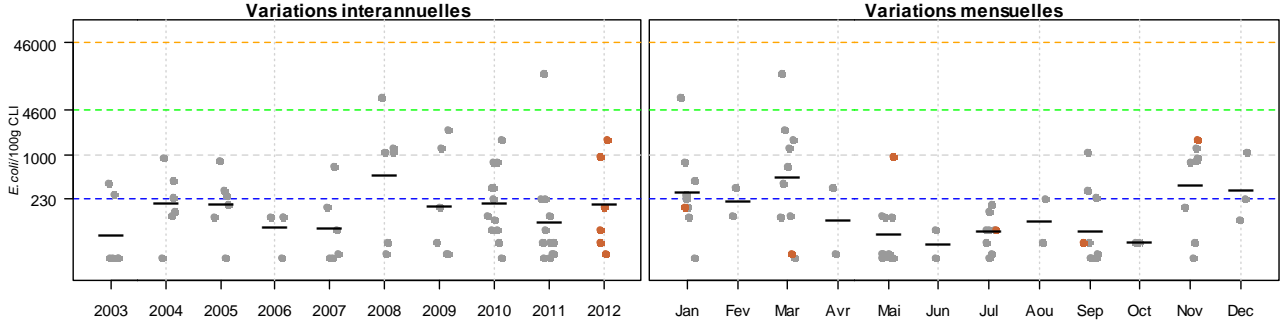 Variations interannuelles
Variations mensuelles
46000
4600
1000
230
E.coli/100g CLI
2003 2004 2005 2006 2007 2008 2009 2010 2011 2012
Jan Fev Mar Avr Mai Jun Jul Aou Sep Oct Nov Dec